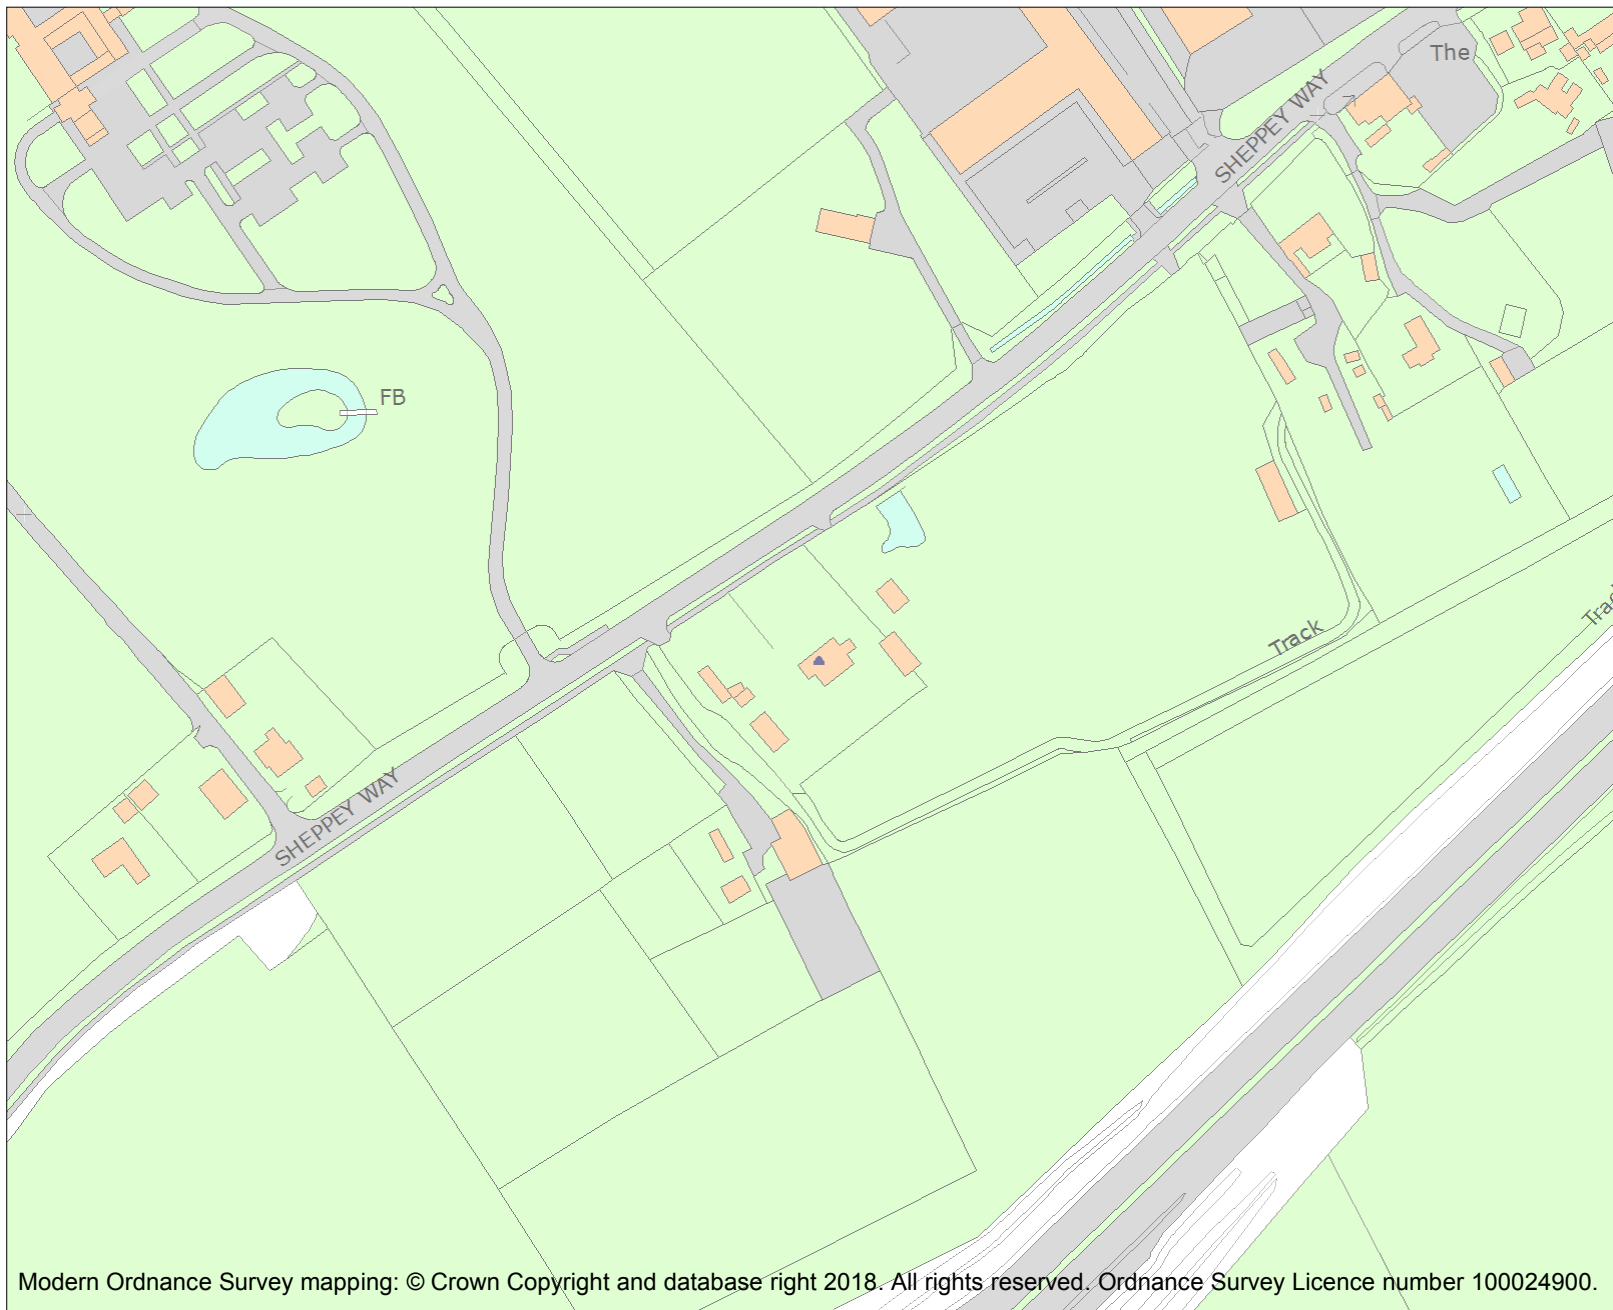 The
SHEPPEY WAY
FB
Track
SHEPPEY WAY
Modern Ordnance Survey mapping: © Crown Copyright and database right 2018. All rights reserved. Ordnance Survey Licence number 100024900.